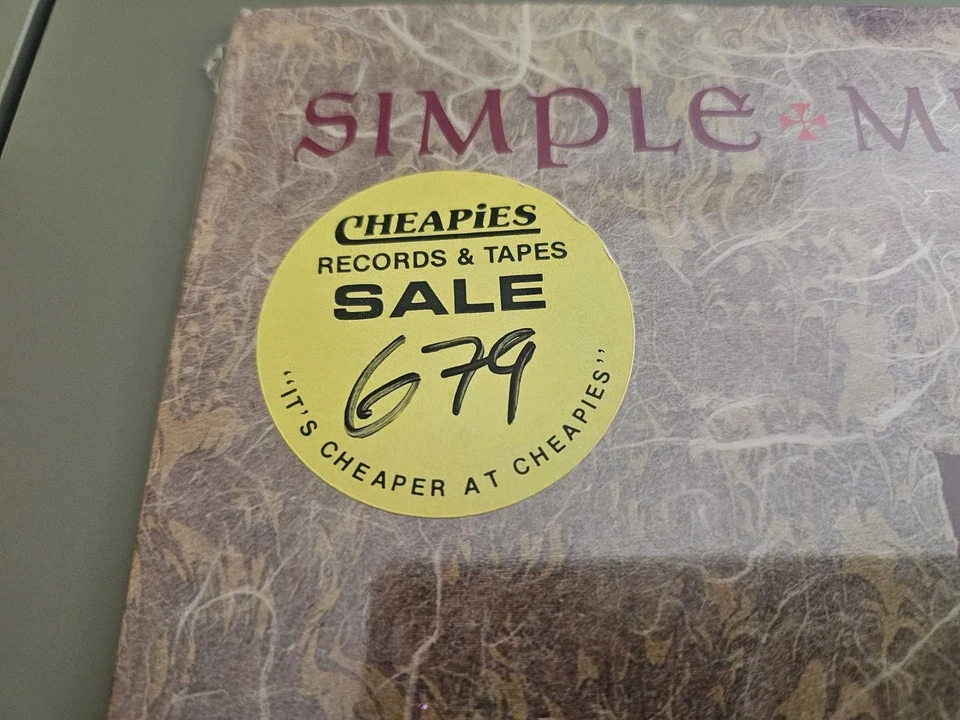 SIMPLE M
CHEAPiES
RECORDS & TAPES
SALE
679
“IT'S CHEAPER AT CHEAPIES”